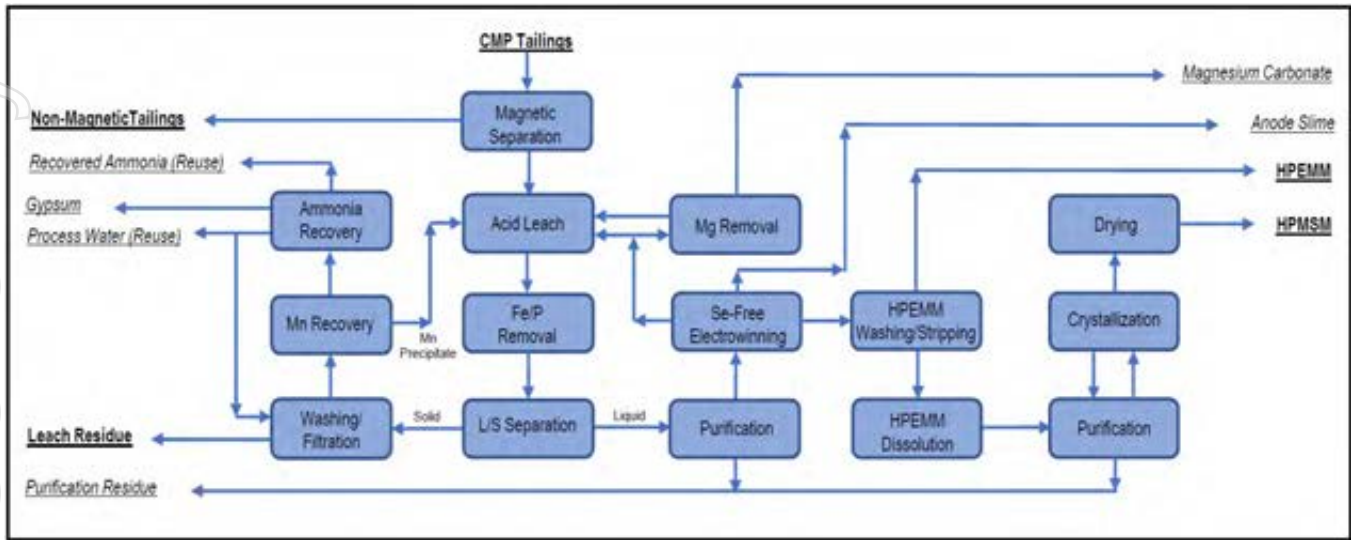 CMP Tailings
Magnesium Carbonate
Magnetic
Separation
Non-MagneticTailings
Anode Slime
Recovered Ammonia (Reuse)
HPEMM
Gypsum
Ammonia
Recovery
Acid Leach
Mg Removal
Drying
HPMSM
Process Water (Reuse)
Mn Recovery
Mn
Precipitate
Fe/P
Removal
Se-Free
Electrowinning
HPEMM
Washing/Stripping
Crystallization
Leach Residue
Washing/
Filtration
Solid
L/S Separation
Liquid
Purification
HPEMM
Dissolution
Purification
Purification Residue